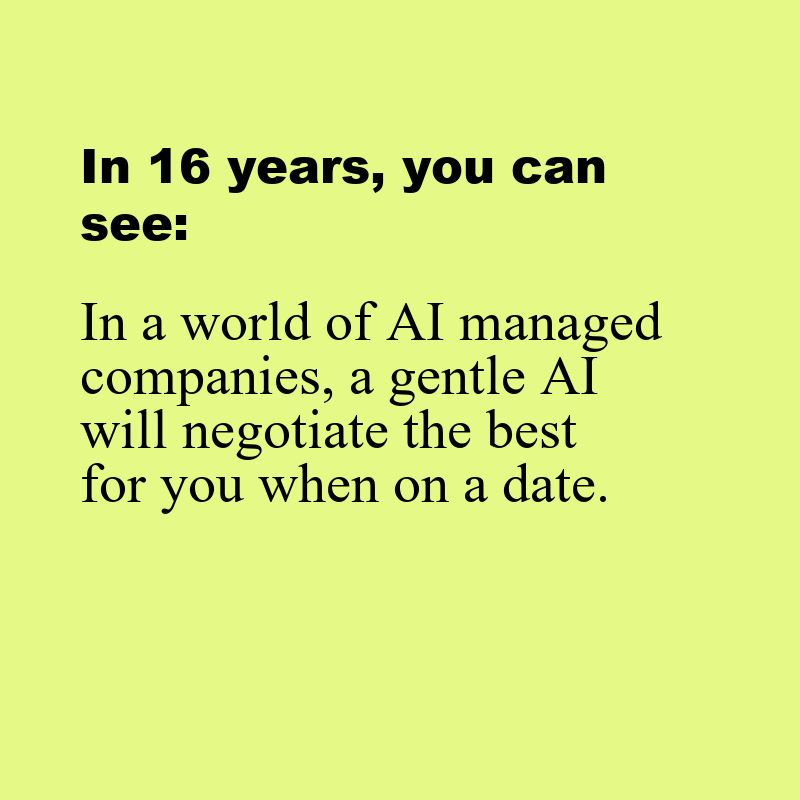 In 16 years, you can
see:
In a world of AI managed
companies, a gentle AI
will negotiate the best
for you when on a date.